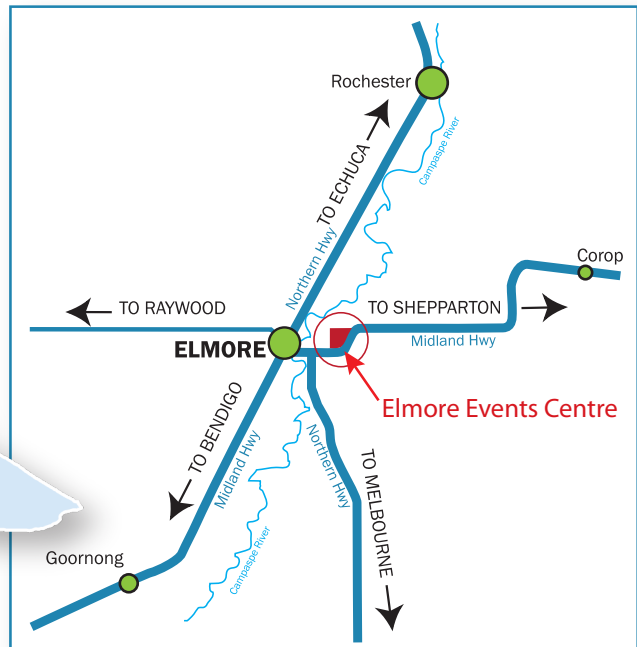 Rochester
Campaspe River
TO ECHUCA
Northern Hwy
Corop
TO RAYWOOD
TO SHEPPARTON
Midland Hwy
ELMORE
Elmore Events Centre
TO BENDIGO
Midland Hwy
Northern Hwy
TO MELBOURNE
Goornong
Campaspe River